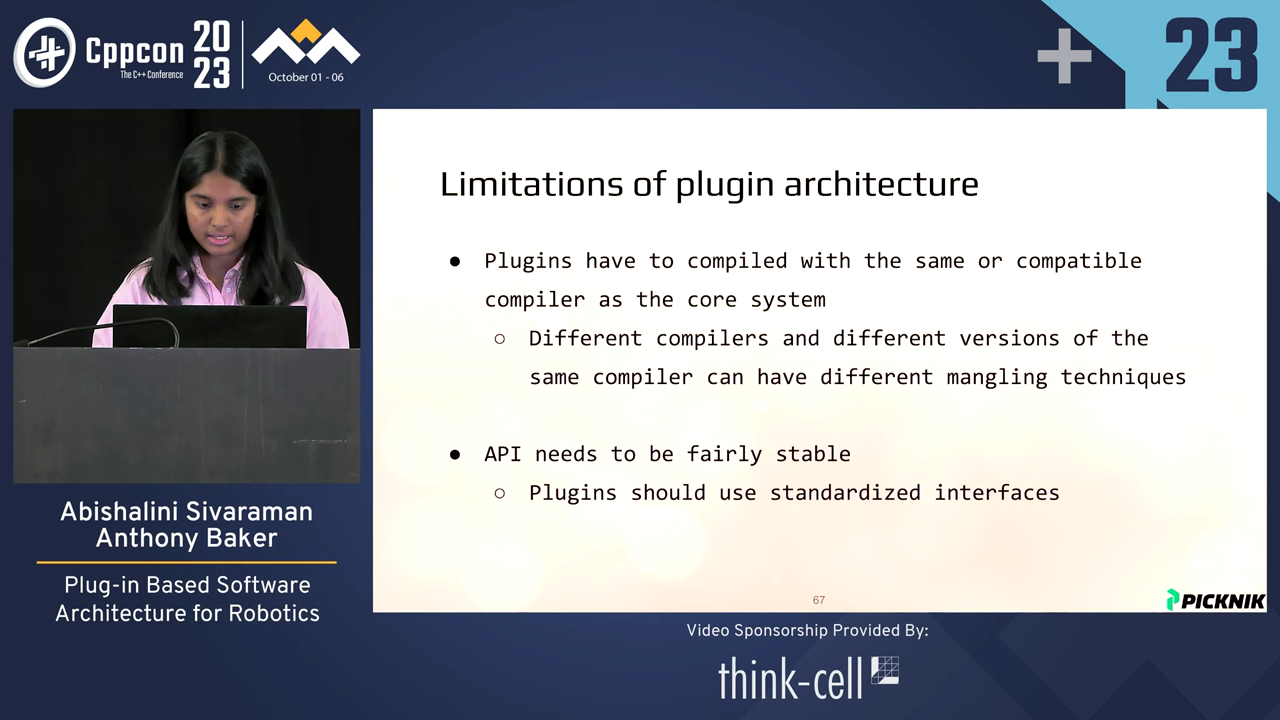 Cppcon
The C++ Conference
20
23
October 01 - 06
23
Limitations of plugin architecture
● Plugins have to compiled with the same or compatible
compiler as the core system
○ Different compilers and different versions of the
same compiler can have different mangling techniques
● API needs to be fairly stable
○ Plugins should use standardized interfaces
67
PICKNIK
Abishalini Sivaraman
Anthony Baker
Plug-in Based Software
Architecture for Robotics
Video Sponsorship Provided By:
think-cell